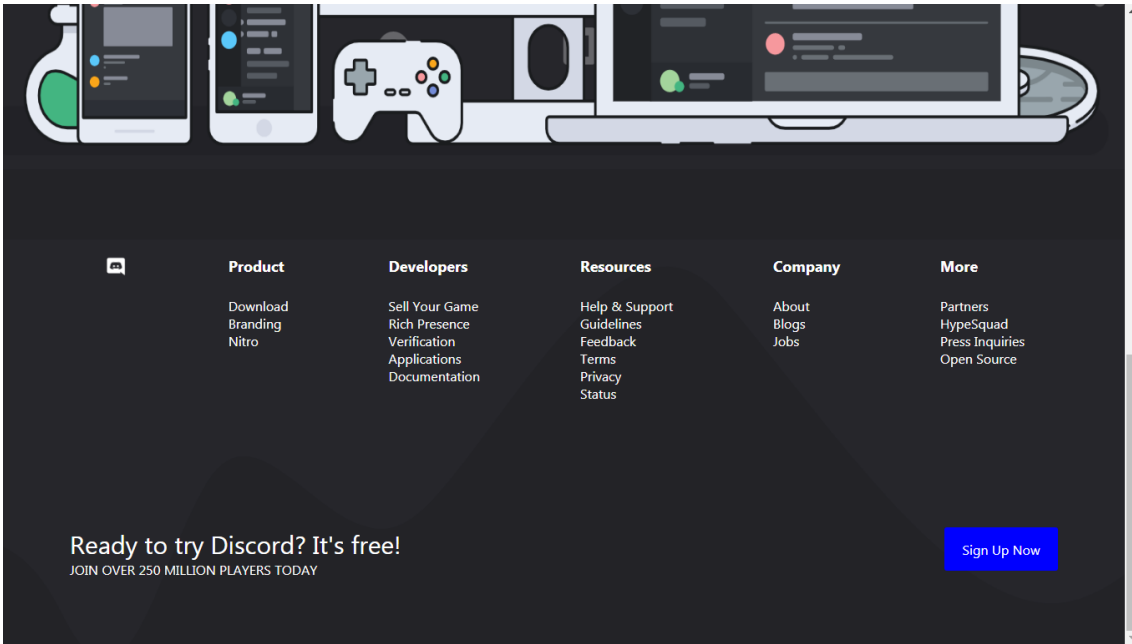 Product
Download
Branding
Nitro
Developers
Sell Your Game
Rich Presence
Verification
Applications
Documentation
Resources
Help & Support
Guidelines
Feedback
Terms
Privacy
Status
Company
About
Blogs
Jobs
More
Partners
HypeSquad
Press Inquiries
Open Source
Ready to try Discord? It's free!
JOIN OVER 250 MILLION PLAYERS TODAY
Sign Up Now